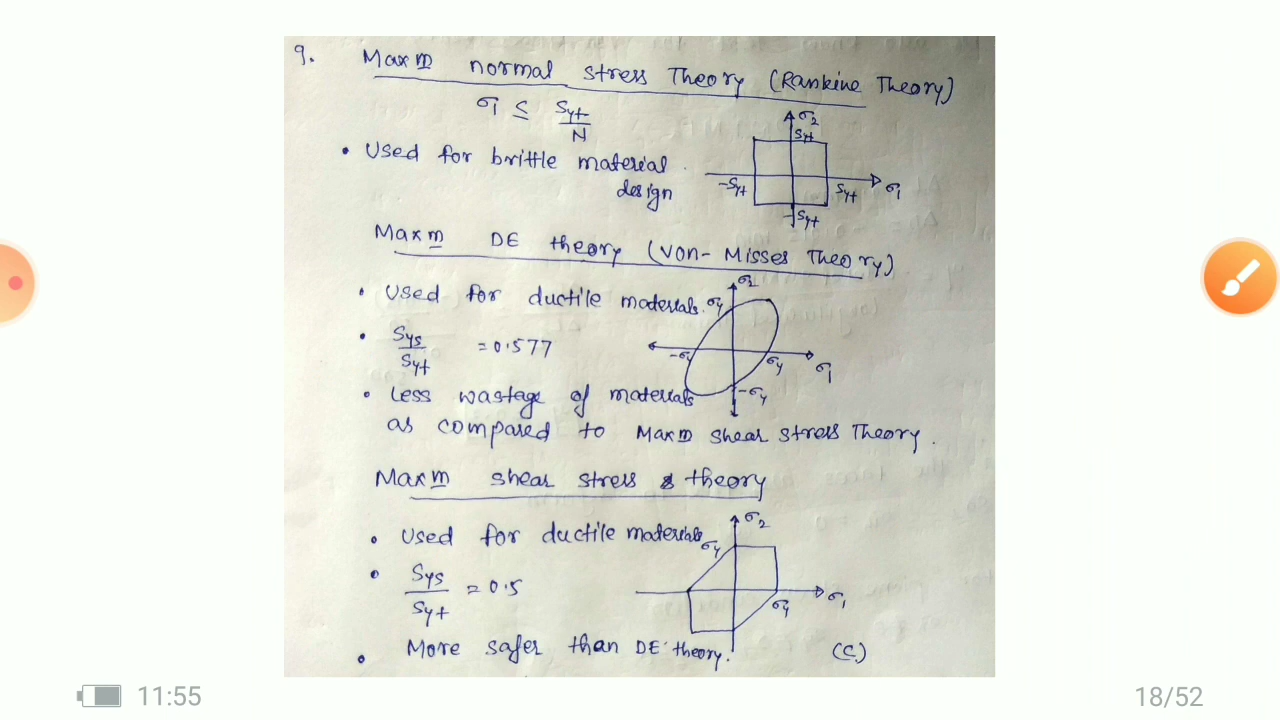 9. Maxm normal stress Theory (Rankine Theory)
σ1 ≤ Syt/N
σ2
Syt
• Used for brittle material design
-Syt
Syt
σ1
-Syt
Maxm DE theory (Von-Misses Theory)
σ2
• Used for ductile materials.
σy
• Sys/Syt = 0.577
-σy
σy
σ1
• Less wastage of materials
-σy
as compared to Maxm shear stress Theory.
Maxm shear stress theory
σ2
• Used for ductile materials
σy
• Sys/Syt = 0.5
σ1
σy
• More safer than DE theory.
(C)
11:55
18/52